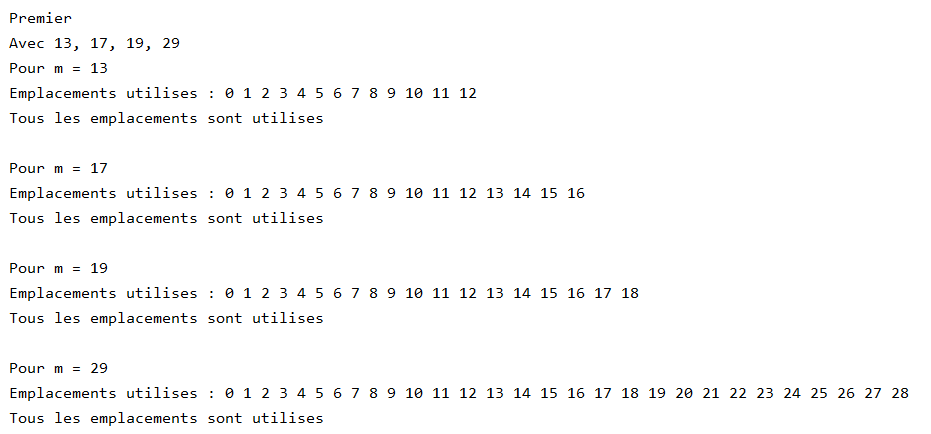 Premier
Avec 13, 17, 19, 29
Pour m = 13
Emplacements utilises : 0 1 2 3 4 5 6 7 8 9 10 11 12
Tous les emplacements sont utilises
Pour m = 17
Emplacements utilises : 0 1 2 3 4 5 6 7 8 9 10 11 12 13 14 15 16
Tous les emplacements sont utilises
Pour m = 19
Emplacements utilises : 0 1 2 3 4 5 6 7 8 9 10 11 12 13 14 15 16 17 18
Tous les emplacements sont utilises
Pour m = 29
Emplacements utilises : 0 1 2 3 4 5 6 7 8 9 10 11 12 13 14 15 16 17 18 19 20 21 22 23 24 25 26 27 28
Tous les emplacements sont utilises